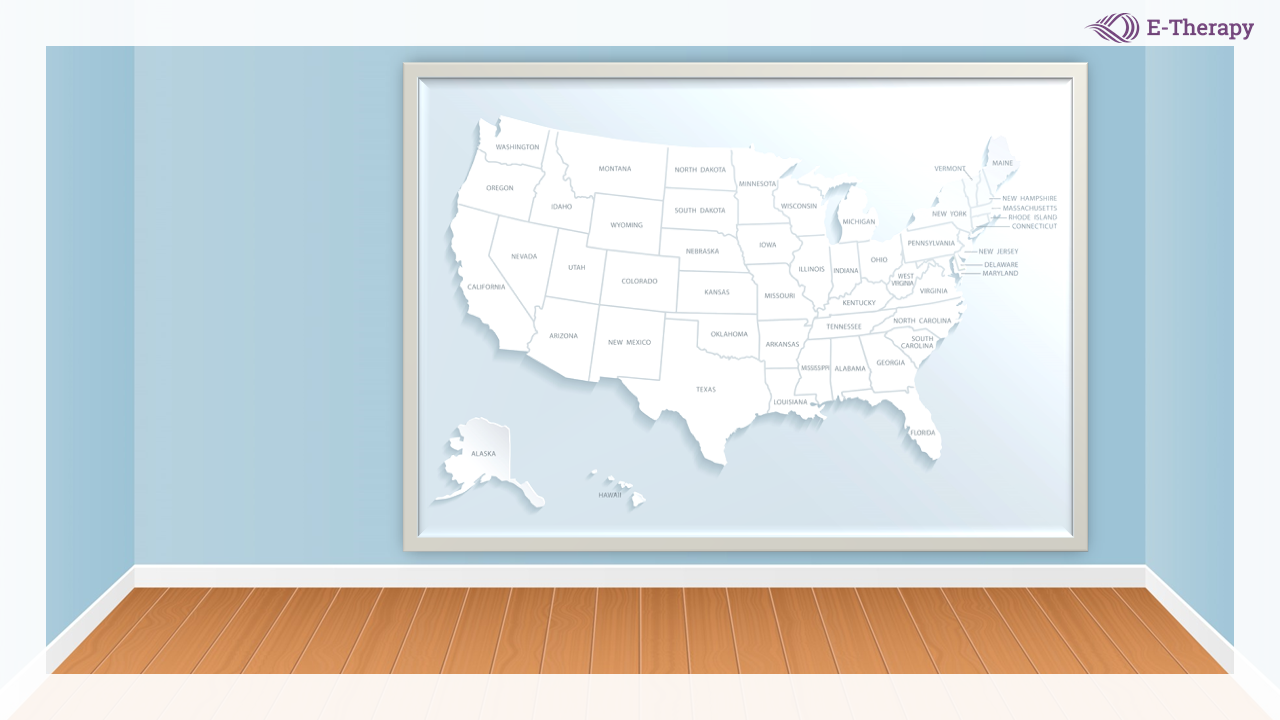 E-Therapy
WASHINGTON
MONTANA
NORTH DAKOTA
MINNESOTA
VERMONT
MAINE
OREGON
IDAHO
WYOMING
SOUTH DAKOTA
WISCONSIN
MICHIGAN
NEW YORK
NEW HAMPSHIRE
MASSACHUSETTS
RHODE ISLAND
CONNECTICUT
NEVADA
UTAH
COLORADO
NEBRASKA
IOWA
ILLINOIS
INDIANA
OHIO
PENNSYLVANIA
NEW JERSEY
DELAWARE
MARYLAND
CALIFORNIA
KANSAS
MISSOURI
KENTUCKY
WEST
VIRGINIA
VIRGINIA
ARIZONA
NEW MEXICO
OKLAHOMA
ARKANSAS
TENNESSEE
NORTH CAROLINA
SOUTH
CAROLINA
TEXAS
LOUISIANA
MISSISSIPPI
ALABAMA
GEORGIA
FLORIDA
ALASKA
HAWAII